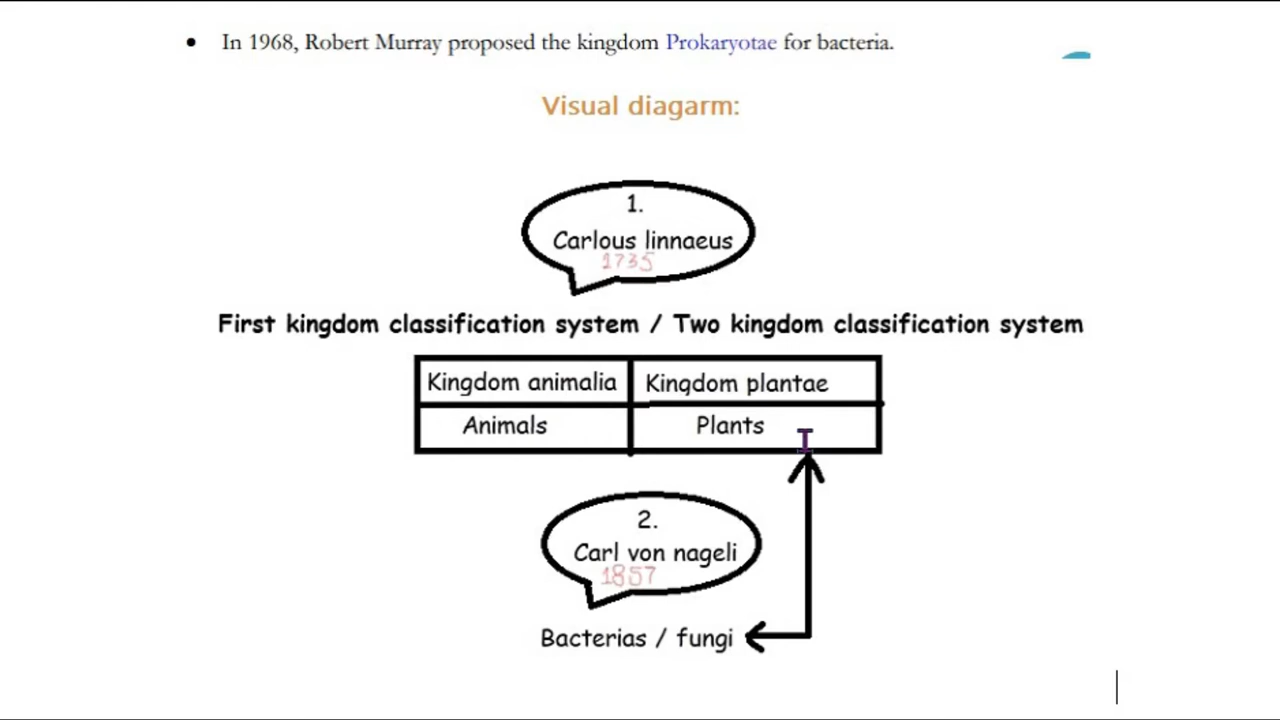 • In 1968, Robert Murray proposed the kingdom Prokaryotae for bacteria.
Visual diagarm:
1.
Carlous linnaeus
1735
First kingdom classification system / Two kingdom classification system
Kingdom animalia Kingdom plantae
Animals Plants
2.
Carl von nageli
1857
Bacterias / fungi